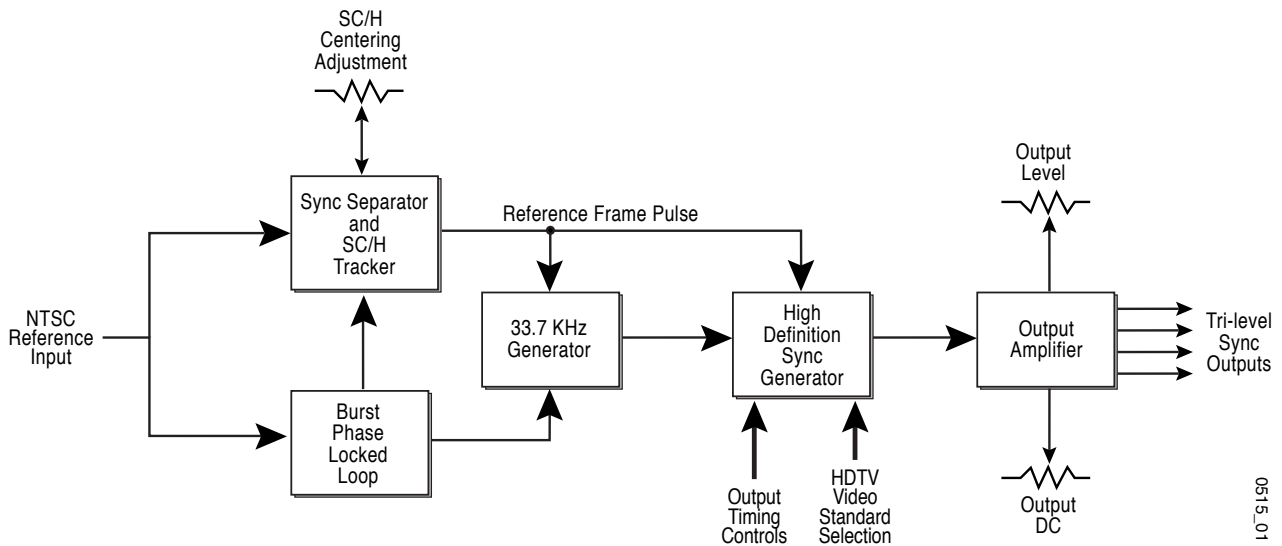 SC/H
Centering
Adjustment
Sync Separator
and
SC/H
Tracker
Reference Frame Pulse
Output
Level
NTSC
Reference
Input
33.7 KHz
Generator
High
Definition
Sync
Generator
Output
Amplifier
Tri-level
Sync
Outputs
Burst
Phase
Locked
Loop
Output
Timing
Controls
HDTV
Video
Standard
Selection
Output
DC
0515_01